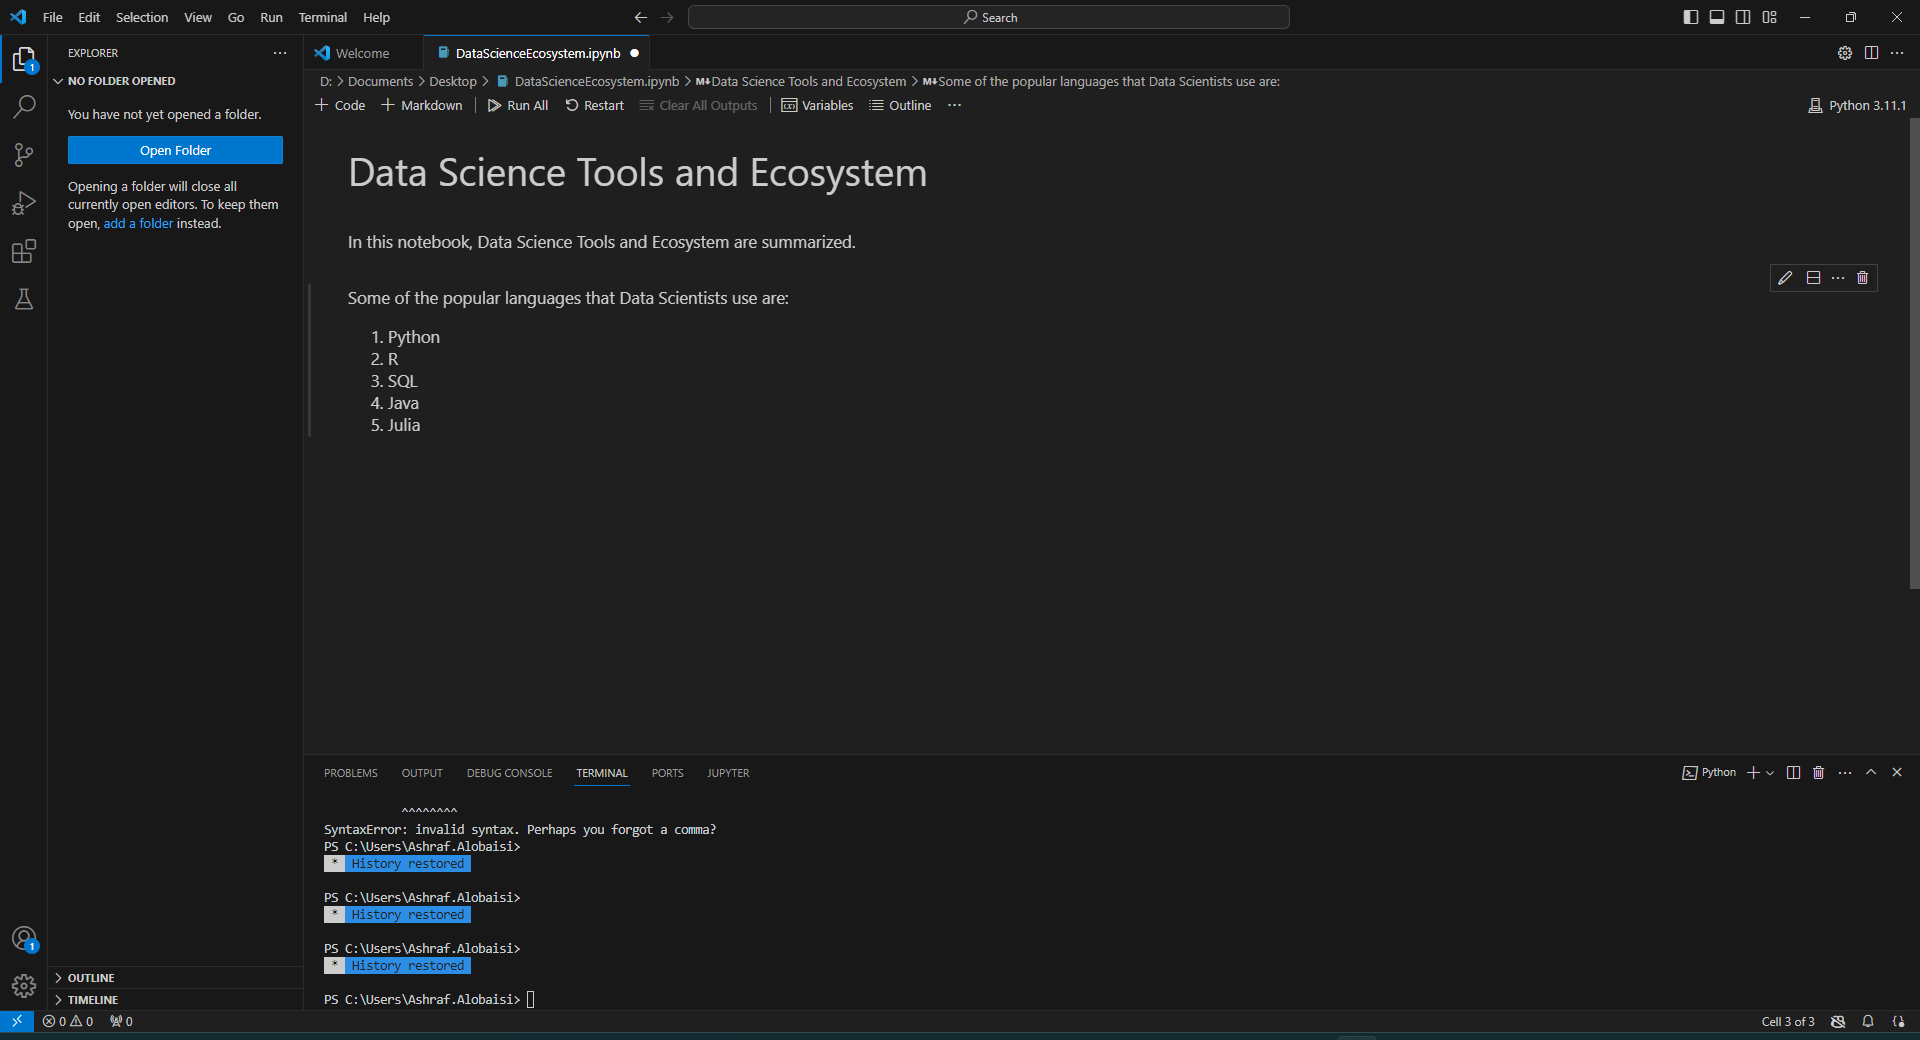 File Edit Selection View Go Run Terminal Help
Search
EXPLORER
Welcome
DataScienceEcosystem.ipynb
1
NO FOLDER OPENED
D: > Documents > Desktop > DataScienceEcosystem.ipynb > M↓Data Science Tools and Ecosystem > M↓Some of the popular languages that Data Scientists use are:
Code Markdown Run All Restart Clear All Outputs Variables Outline ...
Python 3.11.1
You have not yet opened a folder.
Open Folder
Opening a folder will close all
currently open editors. To keep them
open, add a folder instead.
Data Science Tools and Ecosystem
In this notebook, Data Science Tools and Ecosystem are summarized.
Some of the popular languages that Data Scientists use are:
1. Python
2. R
3. SQL
4. Java
5. Julia
PROBLEMS OUTPUT DEBUG CONSOLE TERMINAL PORTS JUPYTER
Python
^^^^^^^^
SyntaxError: invalid syntax. Perhaps you forgot a comma?
PS C:\Users\Ashraf.Alobaisi>
* History restored
PS C:\Users\Ashraf.Alobaisi>
* History restored
PS C:\Users\Ashraf.Alobaisi>
* History restored
PS C:\Users\Ashraf.Alobaisi>
1
OUTLINE
TIMELINE
0 0 0
Cell 3 of 3